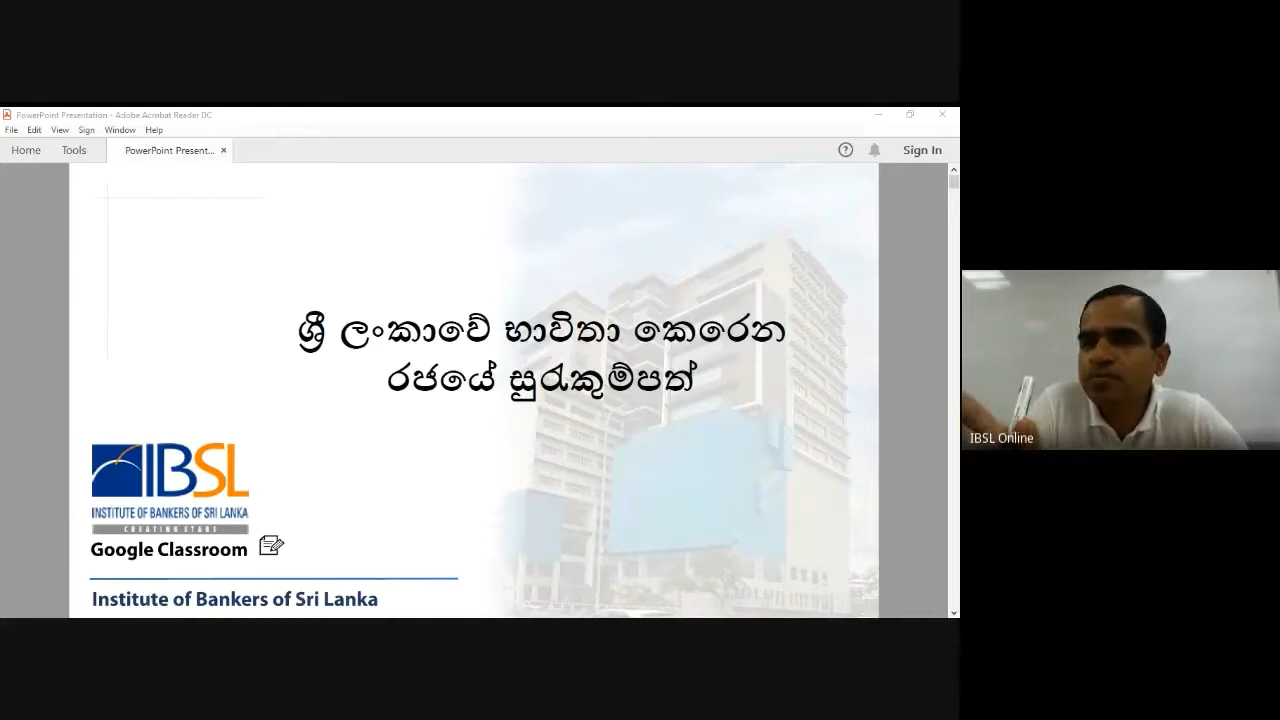 PowerPoint Presentation - Adobe Acrobat Reader DC
File Edit View Sign Window Help
Home Tools PowerPoint Present... × Sign In
ශ්‍රී ලංකාවේ භාවිතා කෙරෙන
රජයේ සුරැකුම්පත්
IBSL
INSTITUTE OF BANKERS OF SRI LANKA
CREATING STARS
Google Classroom
Institute of Bankers of Sri Lanka
IBSL Online